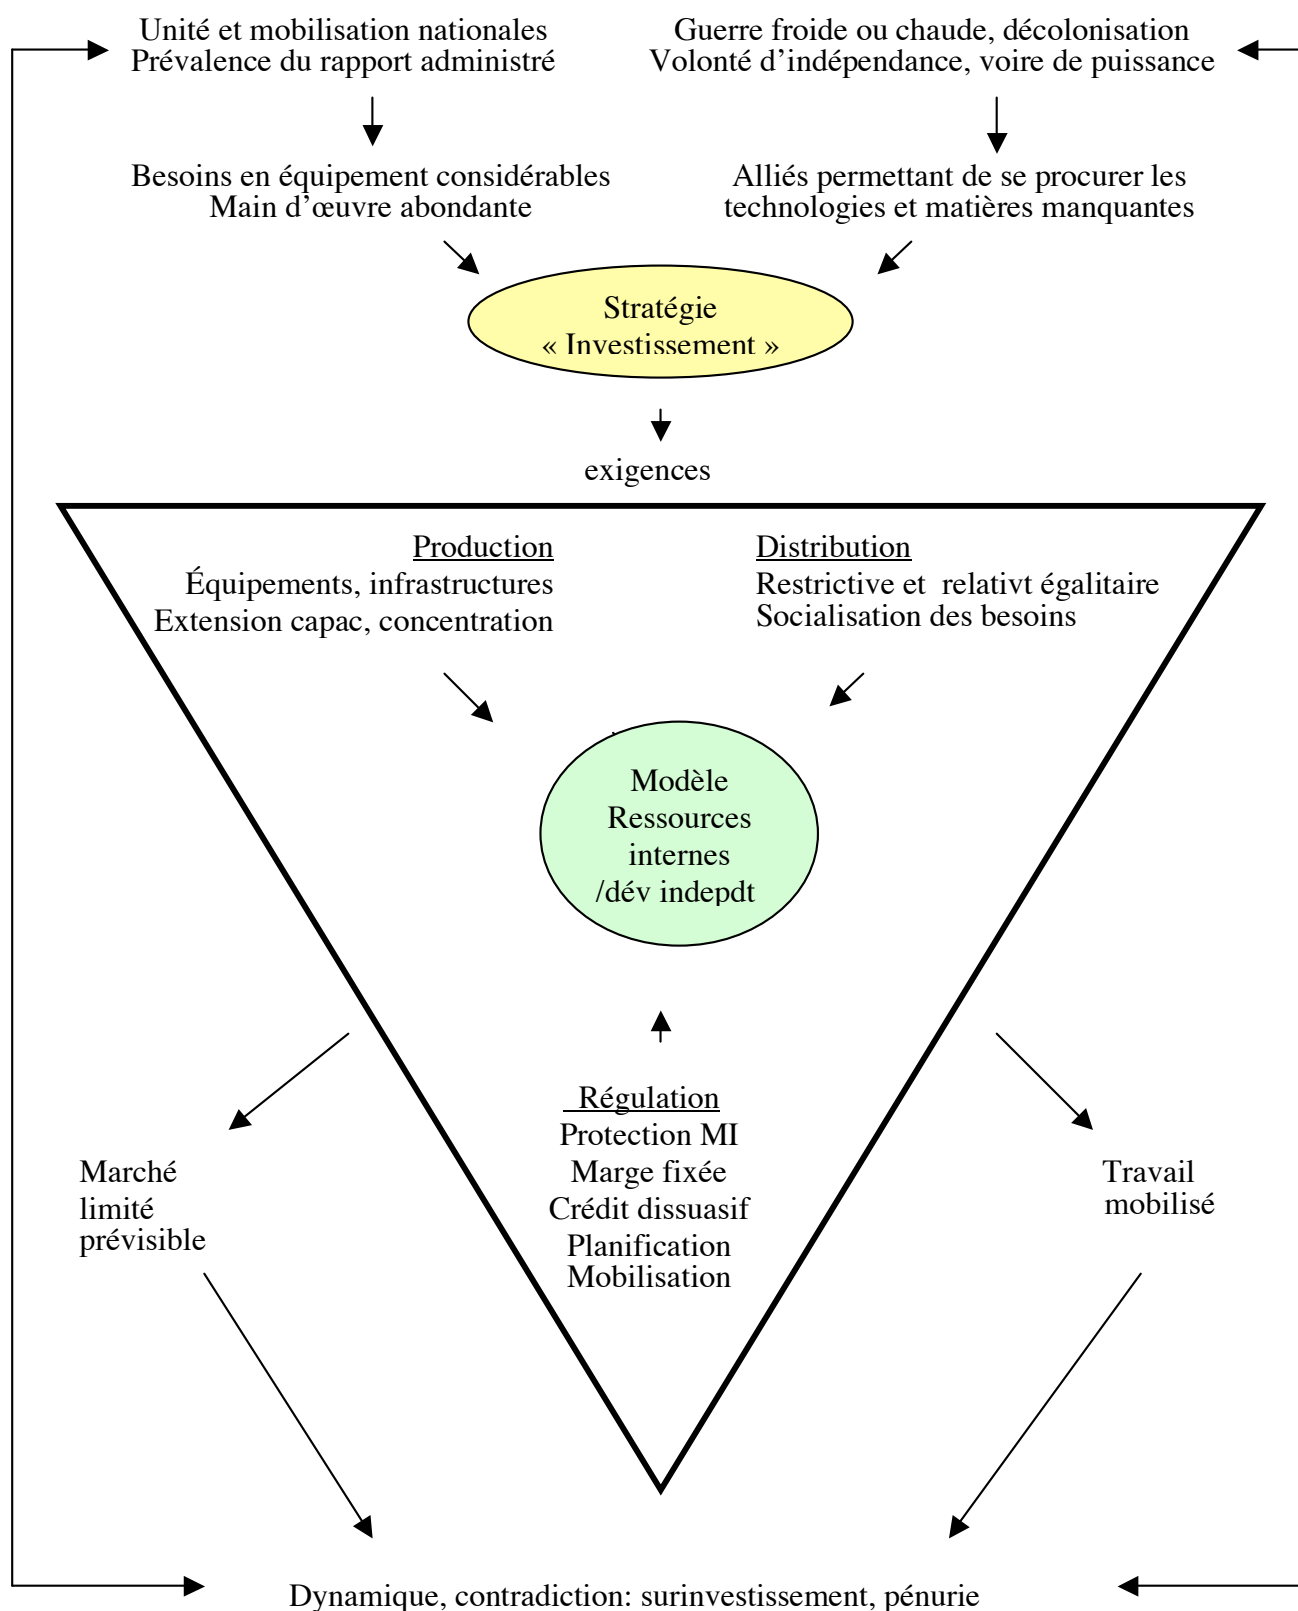 Unité et mobilisation nationales
Prévalence du rapport administré
Guerre froide ou chaude, décolonisation
Volonté d’indépendance, voire de puissance
Besoins en équipement considérables
Main d’œuvre abondante
Alliés permettant de se procurer les
technologies et matières manquantes
Stratégie
« Investissement »
exigences
Production
Équipements, infrastructures
Extension capac, concentration
Distribution
Restrictive et relativt égalitaire
Socialisation des besoins
Modèle
Ressources
internes
/dév indepdt
Régulation
Protection MI
Marge fixée
Crédit dissuasif
Planification
Mobilisation
Marché
limité
prévisible
Travail
mobilisé
Dynamique, contradiction: surinvestissement, pénurie